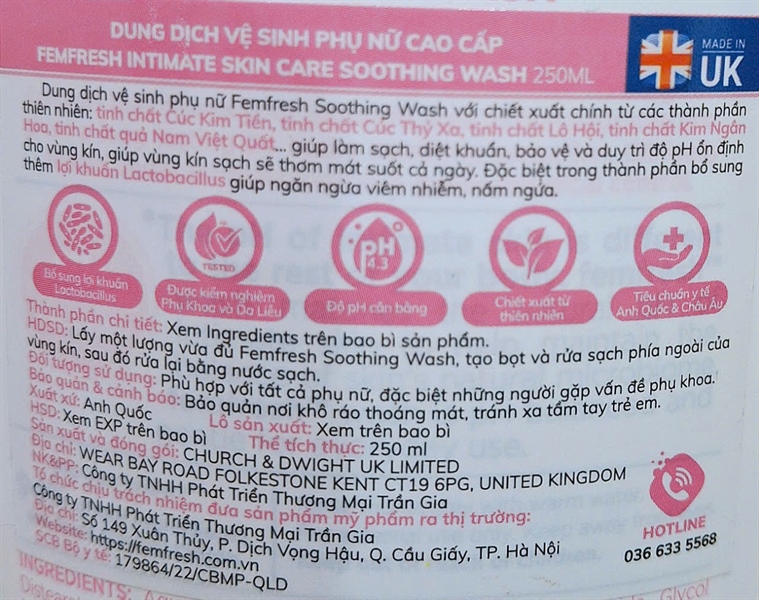 DUNG DỊCH VỆ SINH PHỤ NỮ CAO CẤP
FEMFRESH INTIMATE SKIN CARE SOOTHING WASH 250ML
MADE IN
UK
Dung dịch vệ sinh phụ nữ Femfresh Soothing Wash với chiết xuất chính từ các thành phần
thiên nhiên: tinh chất Cúc Kim Tiền, tinh chất Cúc Thỷ Xa, tinh chất Lô Hội, tinh chất Kim Ngân
Hoa, tinh chất quả Nam Việt Quất... giúp làm sạch, diệt khuẩn, bảo vệ và duy trì độ pH ổn định
cho vùng kín, giúp vùng kín sạch sẽ thơm mát suốt cả ngày. Đặc biệt trong thành phần bổ sung
thêm lợi khuẩn Lactobacillus giúp ngăn ngừa viêm nhiễm, nấm ngứa.
TESTED
pH
4.3
Bổ sung lợi khuẩn
Lactobacillus
Được kiểm nghiệm
Phụ Khoa và Da Liễu
Độ pH cân bằng
Chiết xuất từ
thiên nhiên
Tiêu chuẩn y tế
Anh Quốc & Châu Âu
Thành phần chi tiết: Xem Ingredients trên bao bì sản phẩm.
HDSD: Lấy một lượng vừa đủ Femfresh Soothing Wash, tạo bọt và rửa sạch phía ngoài của
vùng kín, sau đó rửa lại bằng nước sạch.
Đối tượng sử dụng: Phù hợp với tất cả phụ nữ, đặc biệt những người gặp vấn đề phụ khoa.
Bảo quản & cảnh báo: Bảo quản nơi khô ráo thoáng mát, tránh xa tầm tay trẻ em.
Xuất xứ: Anh Quốc Lô sản xuất: Xem trên bao bì
HSD: Xem EXP trên bao bì Thể tích thực: 250 ml
Sản xuất và đóng gói: CHURCH & DWIGHT UK LIMITED
Địa chỉ: WEAR BAY ROAD FOLKESTONE KENT CT19 6PG, UNITED KINGDOM
NK&PP: Công ty TNHH Phát Triển Thương Mại Trần Gia
Tổ chức chịu trách nhiệm đưa sản phẩm mỹ phẩm ra thị trường:
Công ty TNHH Phát Triển Thương Mại Trần Gia
Địa chỉ: Số 149 Xuân Thủy, P. Dịch Vọng Hậu, Q. Cầu Giấy, TP. Hà Nội
Website: https://femfresh.com.vn
SCB Bộ y tế: 179864/22/CBMP-QLD
HOTLINE
036 633 5568
INGREDIENTS:
Glycol